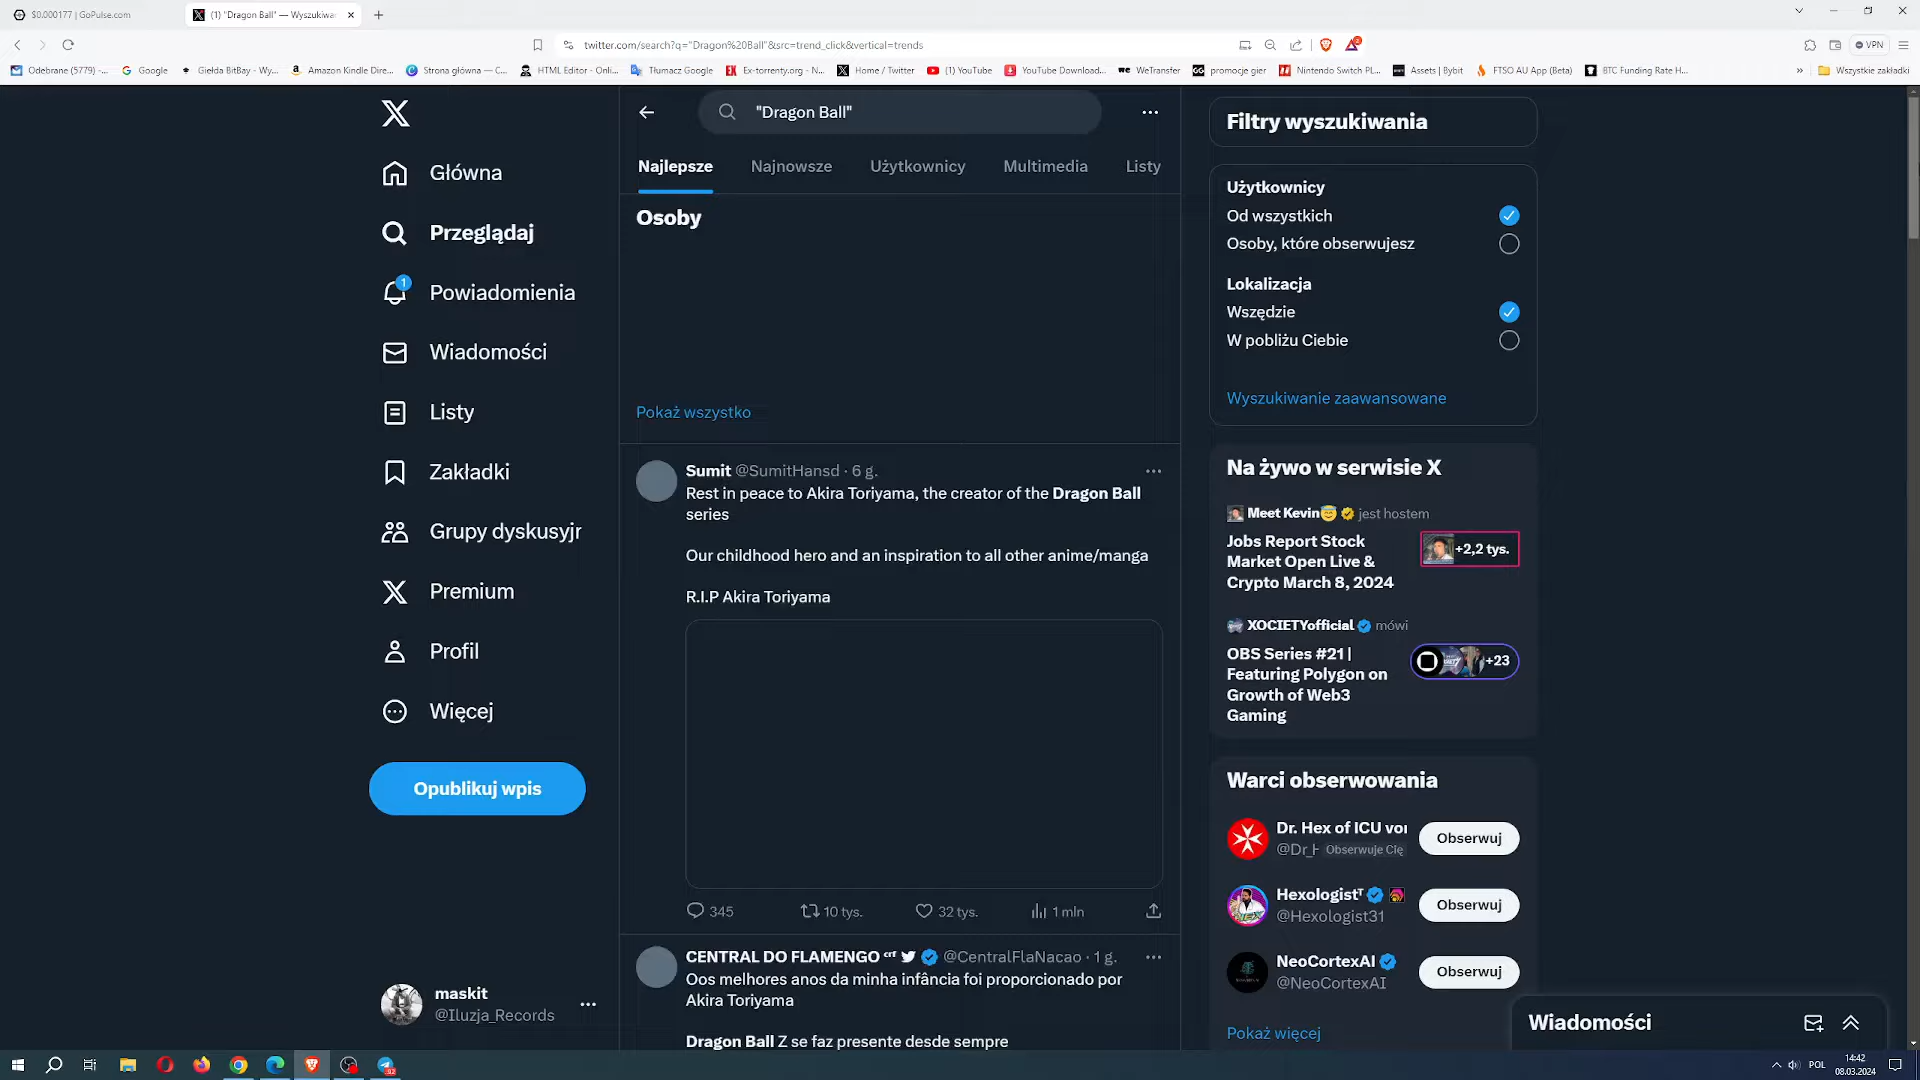 $0.000177 | GoPulse.com
(1) "Dragon Ball" — Wyszukiwa
twitter.com/search?q="Dragon%20Ball"&src=trend_click&vertical=trends
2
VPN
Odebrane (5779) -...
Google
Giełda BitBay - Wy...
Amazon Kindle Dire...
Strona główna — C...
HTML Editor - Onli...
Tłumacz Google
Ex-torrenty.org - N...
Home / Twitter
(1) YouTube
YouTube Download...
WeTransfer
promocje gier
Nintendo Switch PL...
Assets | Bybit
FTSO AU App (Beta)
BTC Funding Rate H...
Wszystkie zakładki
Główna
Przeglądaj
1
Powiadomienia
Wiadomości
Listy
Zakładki
Grupy dyskusyjr
Premium
Profil
Więcej
Opublikuj wpis
maskit
@Iluzja_Records
"Dragon Ball"
Najlepsze
Najnowsze
Użytkownicy
Multimedia
Listy
Osoby
Pokaż wszystko
Sumit @SumitHansd · 6 g.
Rest in peace to Akira Toriyama, the creator of the Dragon Ball
series
Our childhood hero and an inspiration to all other anime/manga
R.I.P Akira Toriyama
345
10 tys.
32 tys.
1 mln
CENTRAL DO FLAMENGO crf @CentralFlaNacao · 1 g.
Oos melhores anos da minha infância foi proporcionado por
Akira Toriyama
Dragon Ball Z se faz presente desde sempre
Filtry wyszukiwania
Użytkownicy
Od wszystkich
Osoby, które obserwujesz
Lokalizacja
Wszędzie
W pobliżu Ciebie
Wyszukiwanie zaawansowane
Na żywo w serwisie X
Meet Kevin jest hostem
Jobs Report Stock
Market Open Live &
Crypto March 8, 2024
+2,2 tys.
XOCIETYofficial mówi
OBS Series #21 |
Featuring Polygon on
Growth of Web3
Gaming
+23
Warci obserwowania
Dr. Hex of ICU vor
@Dr_H Obserwuje Cię
Obserwuj
Hexologistᵀ
@Hexologist31
Obserwuj
NeoCortexAI
@NeoCortexAI
Obserwuj
Pokaż więcej
Wiadomości
POL
14:42
08.03.2024